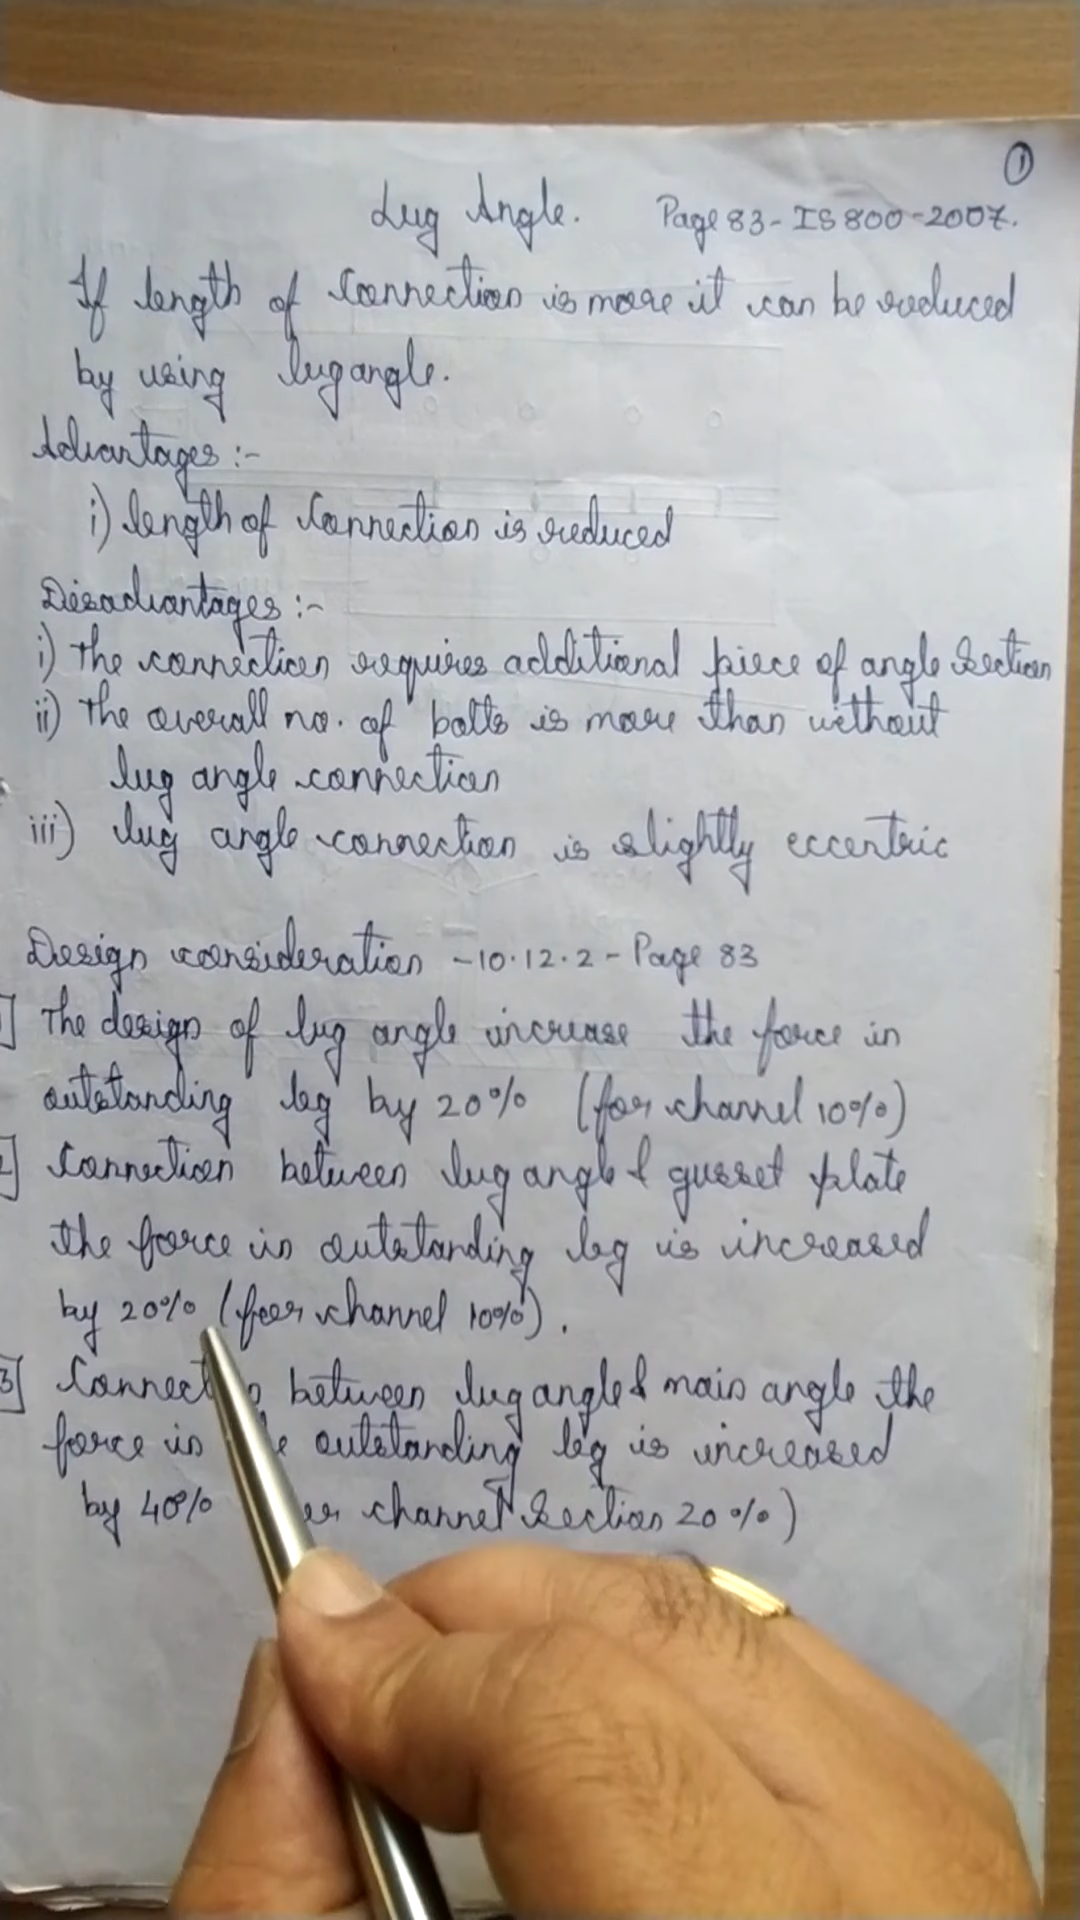 ①
Lug Angle. Page 83 - IS 800-2007.
If length of connection is more it can be reduced
by using lug angle.
Advantages :-
i) length of connection is reduced
Disadvantages :-
i) The connection requires additional piece of angle section
ii) The overall no. of bolts is more than without
lug angle connection
iii) lug angle connection is slightly eccentric
Design consideration - 10.12.2 - Page 83
1] The design of lug angle increase the force in
outstanding leg by 20% (for channel 10%)
2] Connection between lug angle & gusset plate
the force in outstanding leg is increased
by 20% (for channel 10%).
3] between lug angle & main angle the
force in outstanding leg is increased
by 40% channel section 20%)